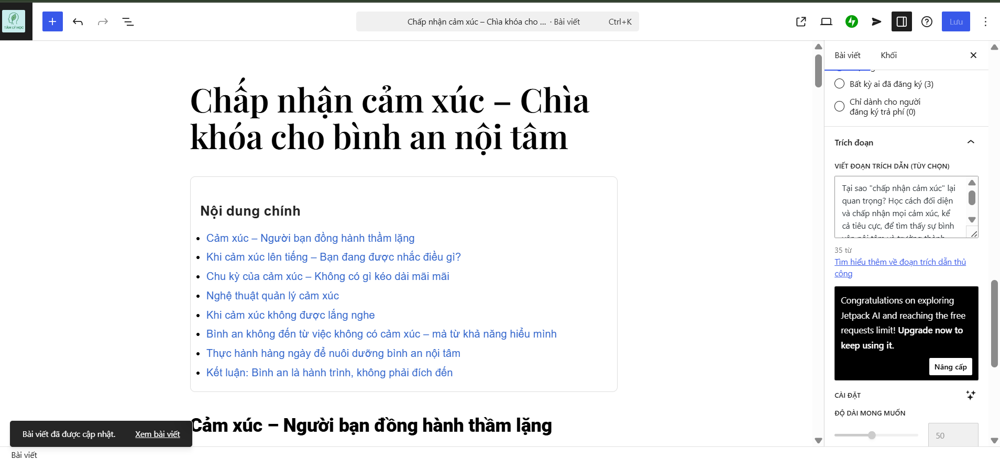 TÂM LÝ HỌC
Chấp nhận cảm xúc – Chìa khóa cho ... · Bài viết Ctrl+K
Lưu
Bài viết Khối
Bất kỳ ai đã đăng ký (3)
Chỉ dành cho người
đăng ký trả phí (0)
Trích đoạn
VIẾT ĐOẠN TRÍCH DẪN (TÙY CHỌN)
Tại sao "chấp nhận cảm xúc" lại
quan trọng? Học cách đối diện
và chấp nhận mọi cảm xúc, kể
cả tiêu cực, để tìm thấy sự bình
yên nội tâm và trưởng thành
35 từ
Tìm hiểu thêm về đoạn trích dẫn thủ
công
Congratulations on exploring
Jetpack AI and reaching the free
requests limit! Upgrade now to
keep using it.
Nâng cấp
CÀI ĐẶT
ĐỘ DÀI MONG MUỐN
50
Chấp nhận cảm xúc – Chìa
khóa cho bình an nội tâm
Nội dung chính
Cảm xúc – Người bạn đồng hành thầm lặng
Khi cảm xúc lên tiếng – Bạn đang được nhắc điều gì?
Chu kỳ của cảm xúc – Không có gì kéo dài mãi mãi
Nghệ thuật quản lý cảm xúc
Khi cảm xúc không được lắng nghe
Bình an không đến từ việc không có cảm xúc – mà từ khả năng hiểu mình
Thực hành hàng ngày để nuôi dưỡng bình an nội tâm
Kết luận: Bình an là hành trình, không phải đích đến
Cảm xúc – Người bạn đồng hành thầm lặng
Bài viết đã được cập nhật. Xem bài viết
Bài viết